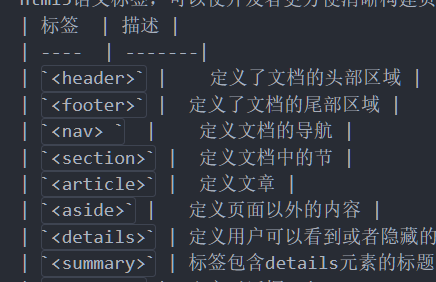 html5语义标签，可以使开发者更方便清晰构建页
| 标签 | 描述 |
| ---- | -------|
| `<header>` | 定义了文档的头部区域 |
| `<footer>` | 定义了文档的尾部区域 |
| `<nav> ` | 定义文档的导航 |
| `<section>` | 定义文档中的节 |
| `<article>` | 定义文章 |
| `<aside>` | 定义页面以外的内容 |
| `<details>` | 定义用户可以看到或者隐藏的
| `<summary>` | 标签包含details元素的标题